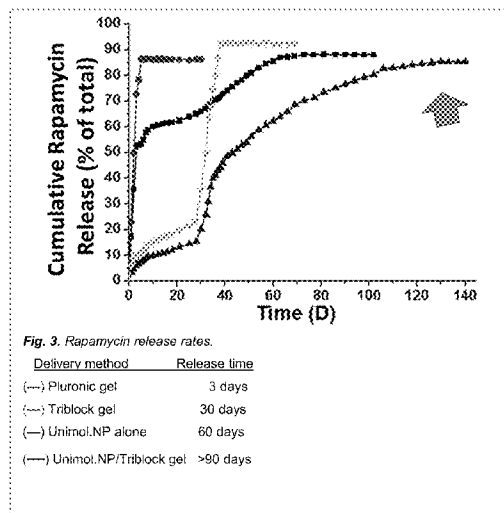 Cumulative Rapamycin
Release (% of total)
100
90
80
70
60
50
40
30
20
10
0
0 20 40 60 80 100 120 140
Time (D)
Fig. 3. Rapamycin release rates.
Delivery method Release time
(---) Pluronic gel 3 days
(---) Triblock gel 30 days
(—) Unimol.NP alone 60 days
(—) Unimol.NP/Triblock gel >90 days